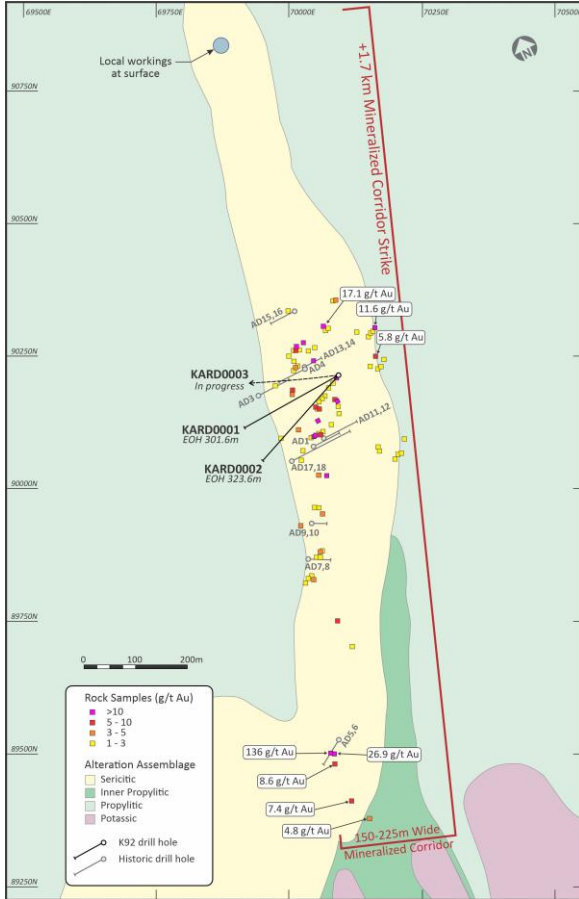 69500E
69750E
70000E
70250E
70500
Local workings
at surface
N
90750N
+1.7 km Mineralized Corridor Strike
90500N
17.1 g/t Au
11.6 g/t Au
AD15,16
5.8 g/t Au
90250N
AD13,14
AD4
KARD0003
In progress
AD3
KARD0001
EOH 301.6m
AD11,12
AD1
KARD0002
EOH 323.6m
AD17,18
90000N
AD9,10
AD7,8
89750N
0 100 200m
Rock Samples (g/t Au)
>10
5 - 10
3 - 5
1 - 3
Alteration Assemblage
Sericitic
Inner Propylitic
Propylitic
Potassic
K92 drill hole
Historic drill hole
AD5,6
136 g/t Au
26.9 g/t Au
89500N
8.6 g/t Au
7.4 g/t Au
4.8 g/t Au
150-225m Wide
Mineralized Corridor
89250N